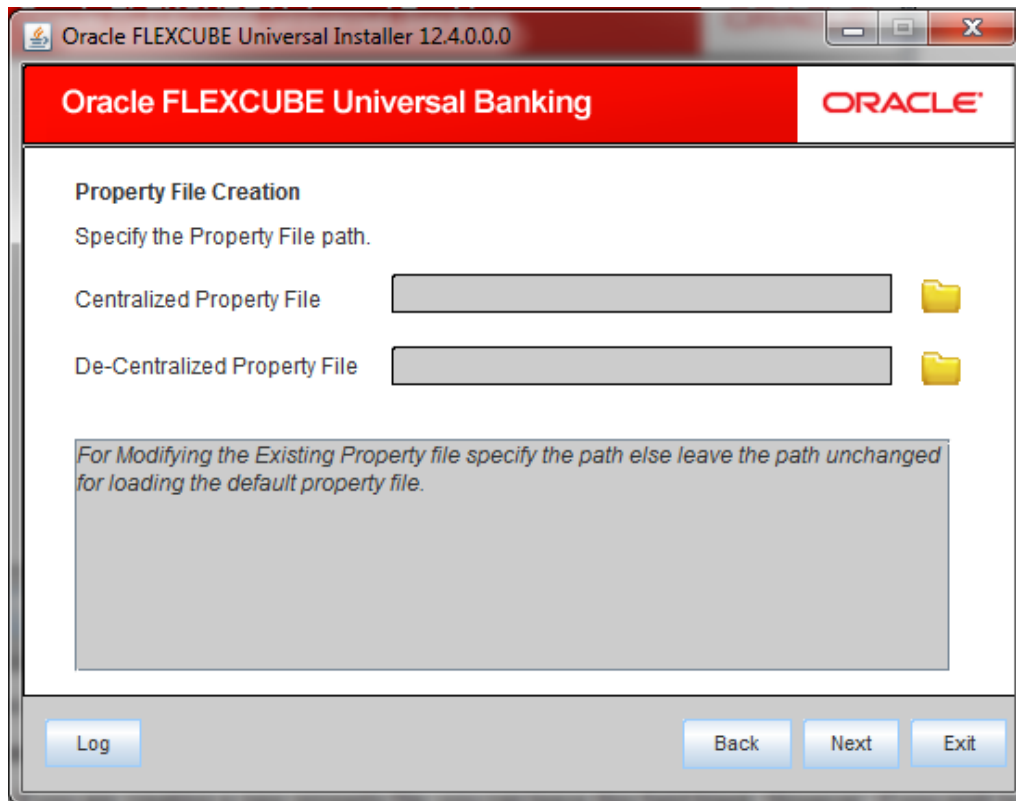 Oracle FLEXCUBE Universal Installer 12.4.0.0.0
Oracle FLEXCUBE Universal Banking
ORACLE
Property File Creation
Specify the Property File path.
Centralized Property File
De-Centralized Property File
For Modifying the Existing Property file specify the path else leave the path unchanged
for loading the default property file.
Log
Back
Next
Exit